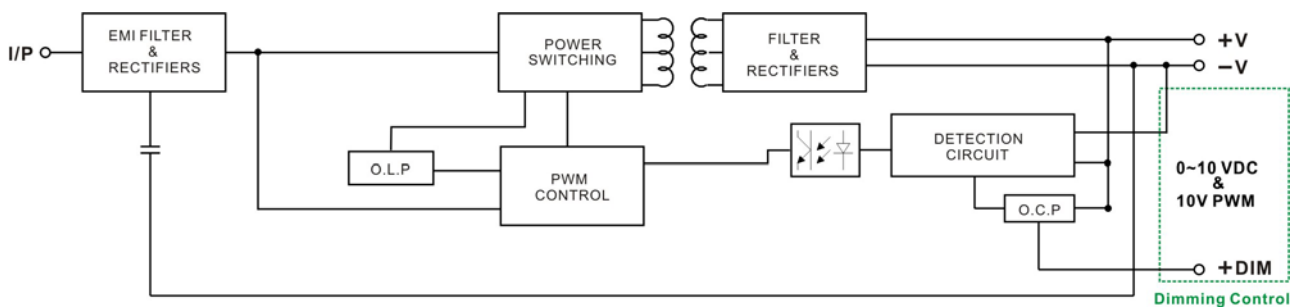 I/P
EMI FILTER
&
RECTIFIERS
POWER
SWITCHING
FILTER
&
RECTIFIERS
+V
−V
O.L.P
PWM
CONTROL
DETECTION
CIRCUIT
O.C.P
0~10 VDC
&
10V PWM
+DIM
Dimming Control